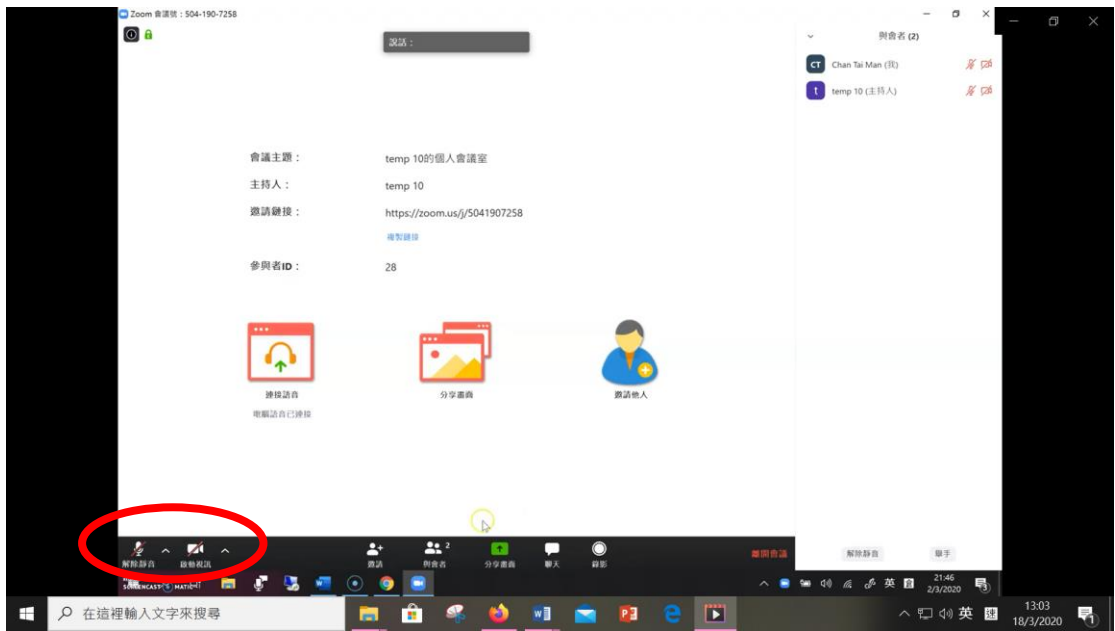 Zoom 會議號：504-190-7258
說話：
與會者 (2)
CT Chan Tai Man (我)
t temp 10 (主持人)
會議主題： temp 10的個人會議室
主持人： temp 10
邀請鏈接： https://zoom.us/j/5041907258
複製鏈接
參與者ID： 28
連接語音 分享畫面 邀請他人
電腦語音已連接
解除靜音 啟動視訊 邀請 與會者 2 分享畫面 聊天 錄影 離開會議 解除靜音 舉手
SCREENCAST MATIC
英 21:46
2/3/2020
在這裡輸入文字來搜尋 英 13:03
18/3/2020